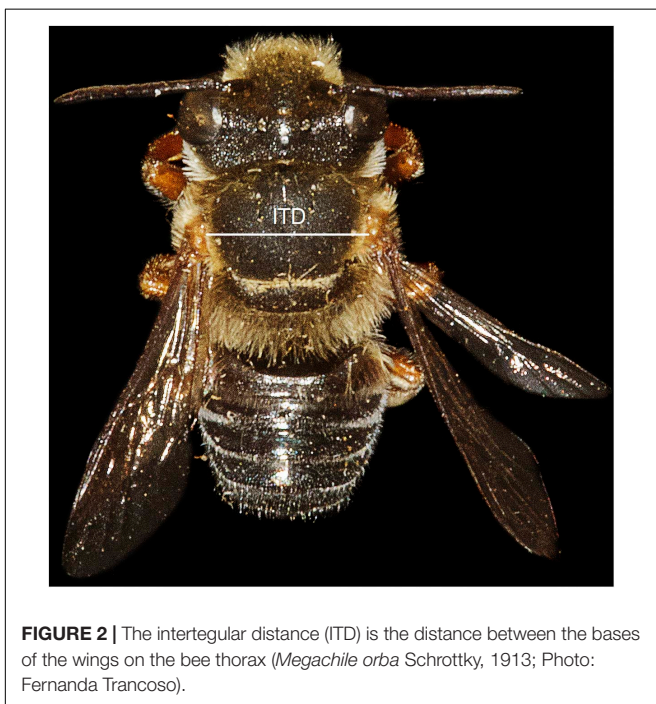 ITD
FIGURE 2 | The intertegular distance (ITD) is the distance between the bases
of the wings on the bee thorax (Megachile orba Schrottky, 1913; Photo:
Fernanda Trancoso).